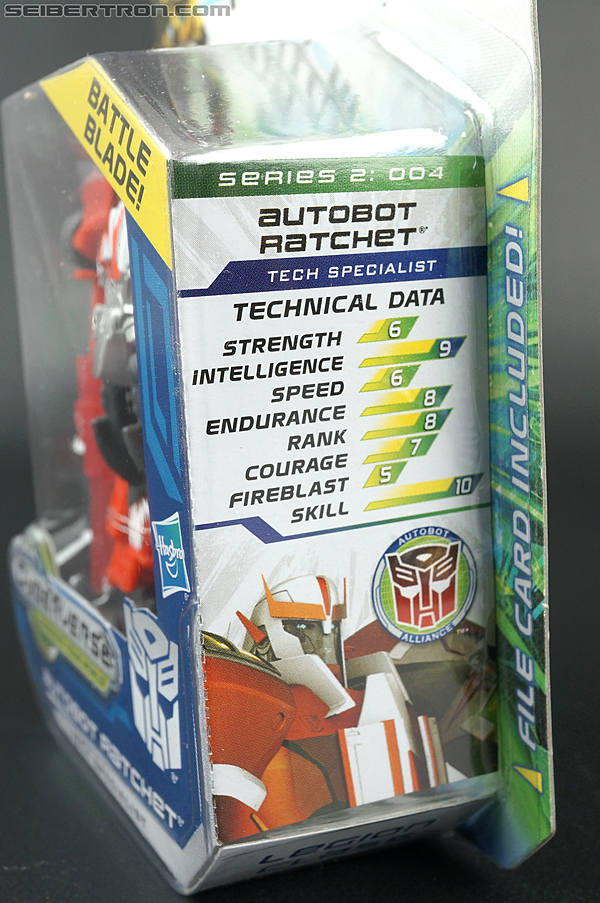 SEIBERTRON.COM
BATTLE
BLADE!
SERIES 2: 004
AUTOBOT
RATCHET
TECH SPECIALIST
TECHNICAL DATA
STRENGTH 6
INTELLIGENCE 9
SPEED 6
ENDURANCE 8
RANK 8
COURAGE 7
FIREBLAST 5
SKILL 10
Hasbro
AUTOBOT
ALLIANCE
FILE CARD INCLUDED!
AUTOBOT RATCHET
LEGION